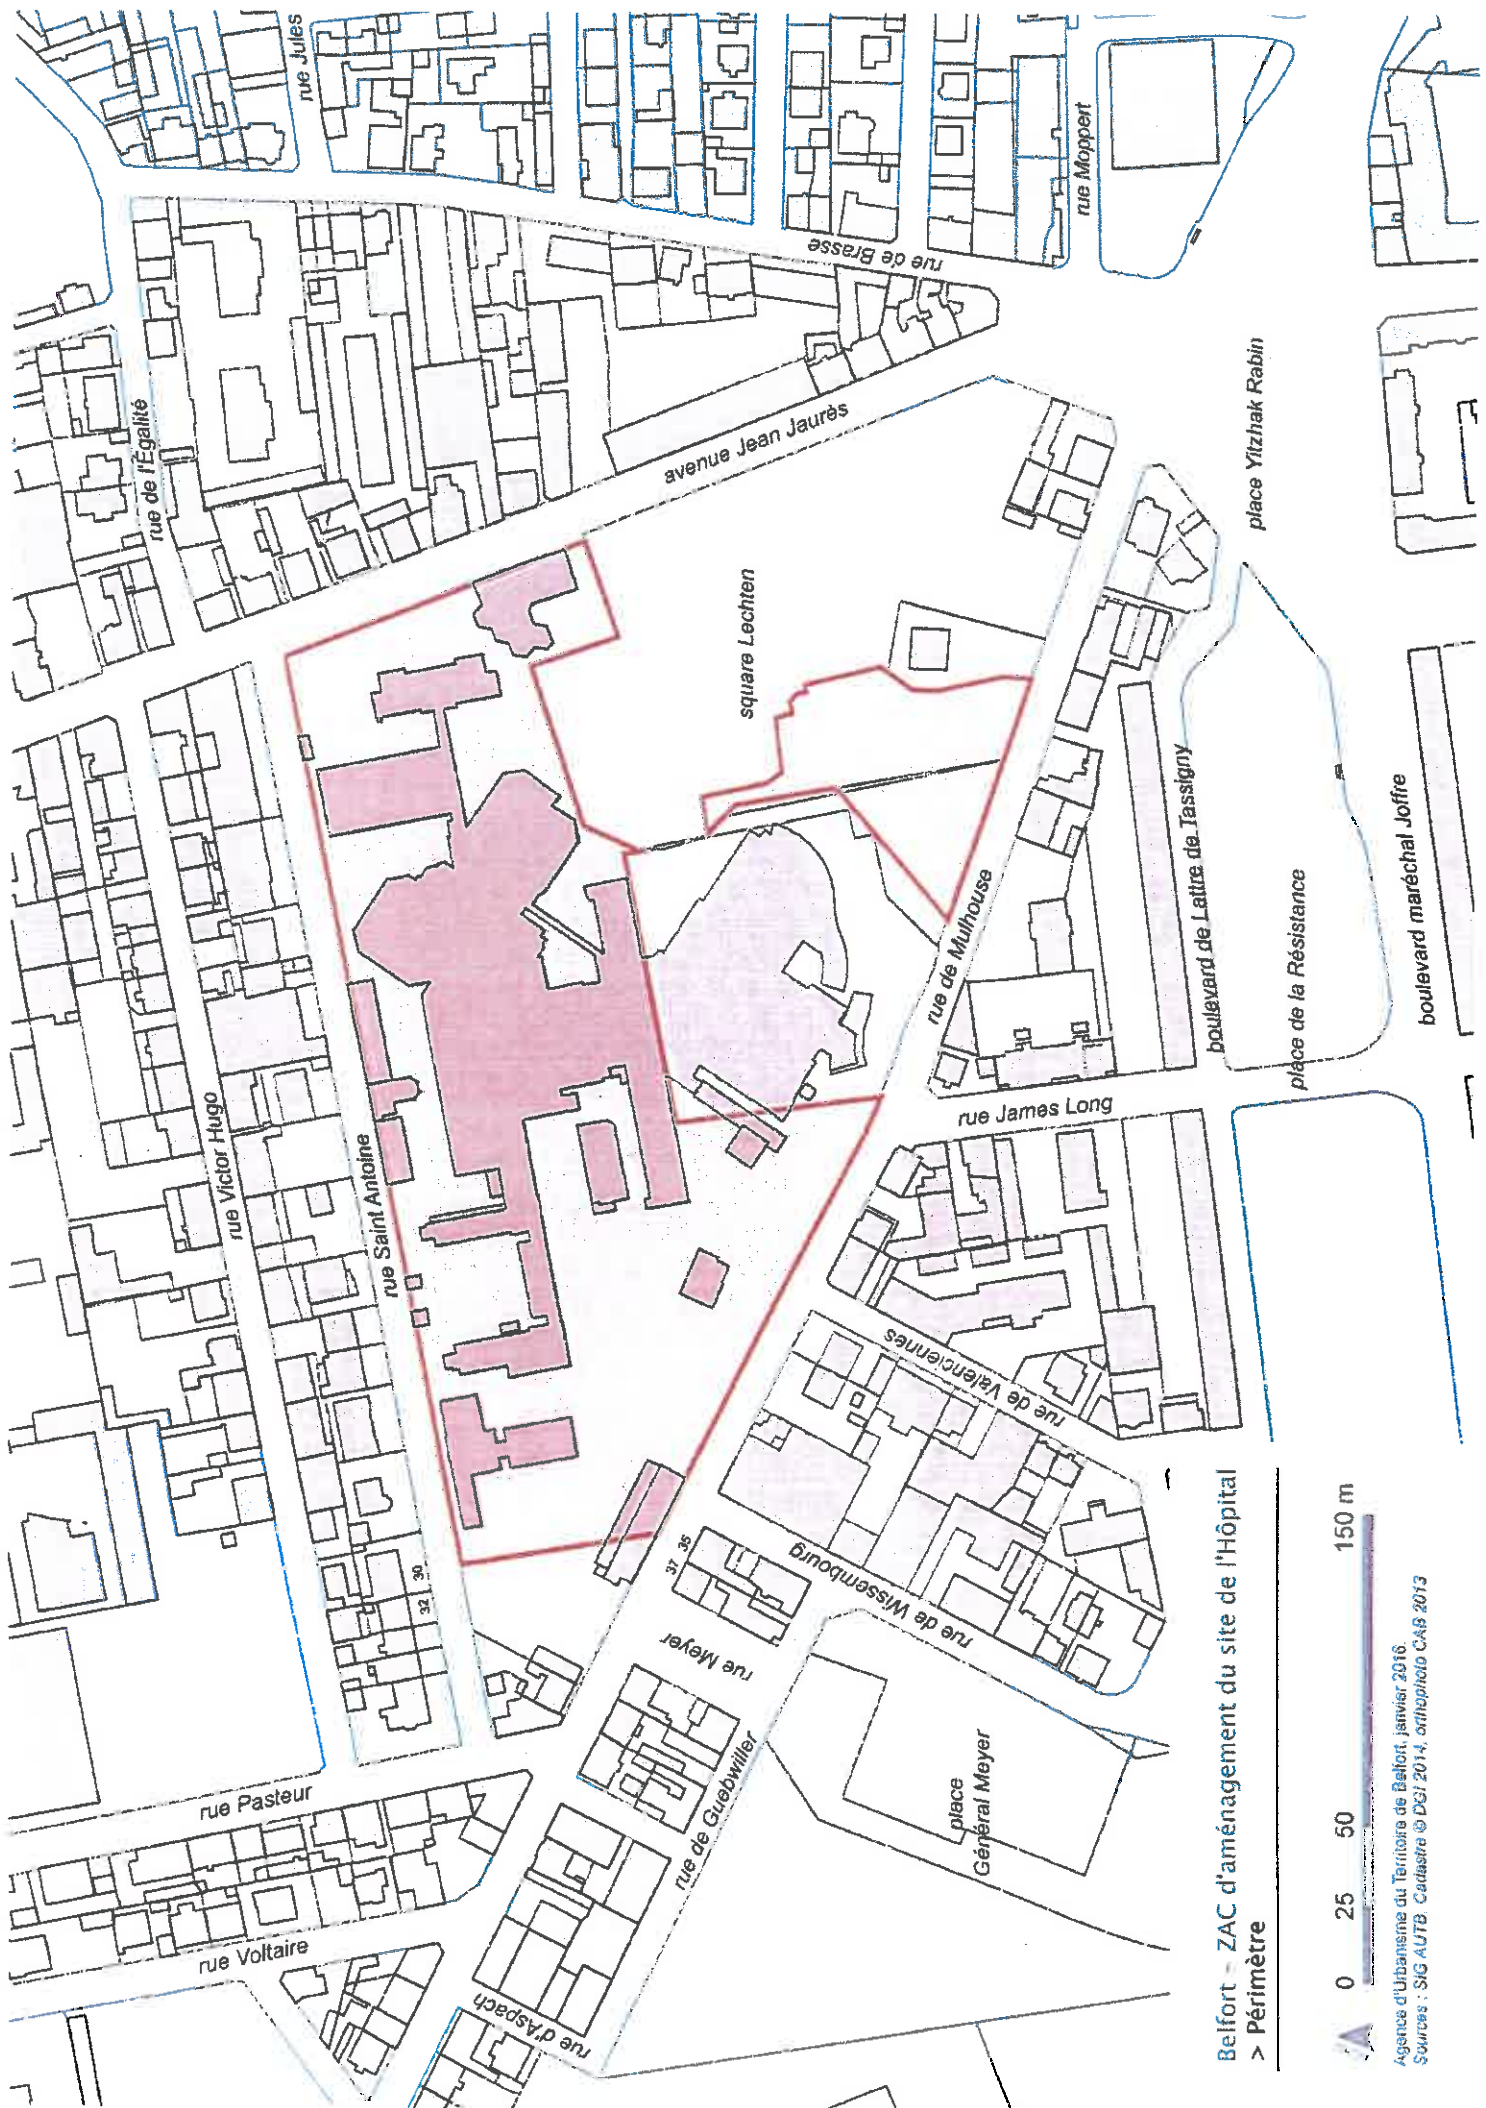 rue Jules
rue Moppert
rue de Brasse
rue de l'Égalité
avenue Jean Jaurès
place Yitzhak Rabin
square Lechten
boulevard de Lattre de Tassigny
boulevard maréchal Joffre
place de la Résistance
rue de Mulhouse
rue James Long
rue Victor Hugo
rue Saint Antoine
rue de Valenciennes
rue de Wissembourg
35
37
30
32
rue Meyer
rue de Guebwiller
place
Général Meyer
rue Pasteur
rue Voltaire
rue d'Aspach
Belfort - ZAC d'aménagement du site de l'Hôpital
> Périmètre
0 25 50 150 m
Agence d'Urbanisme du Territoire de Belfort, janvier 2016.
Sources : SIG AUTB, Cadastre © DGI 2014, orthophoto CAB 2013